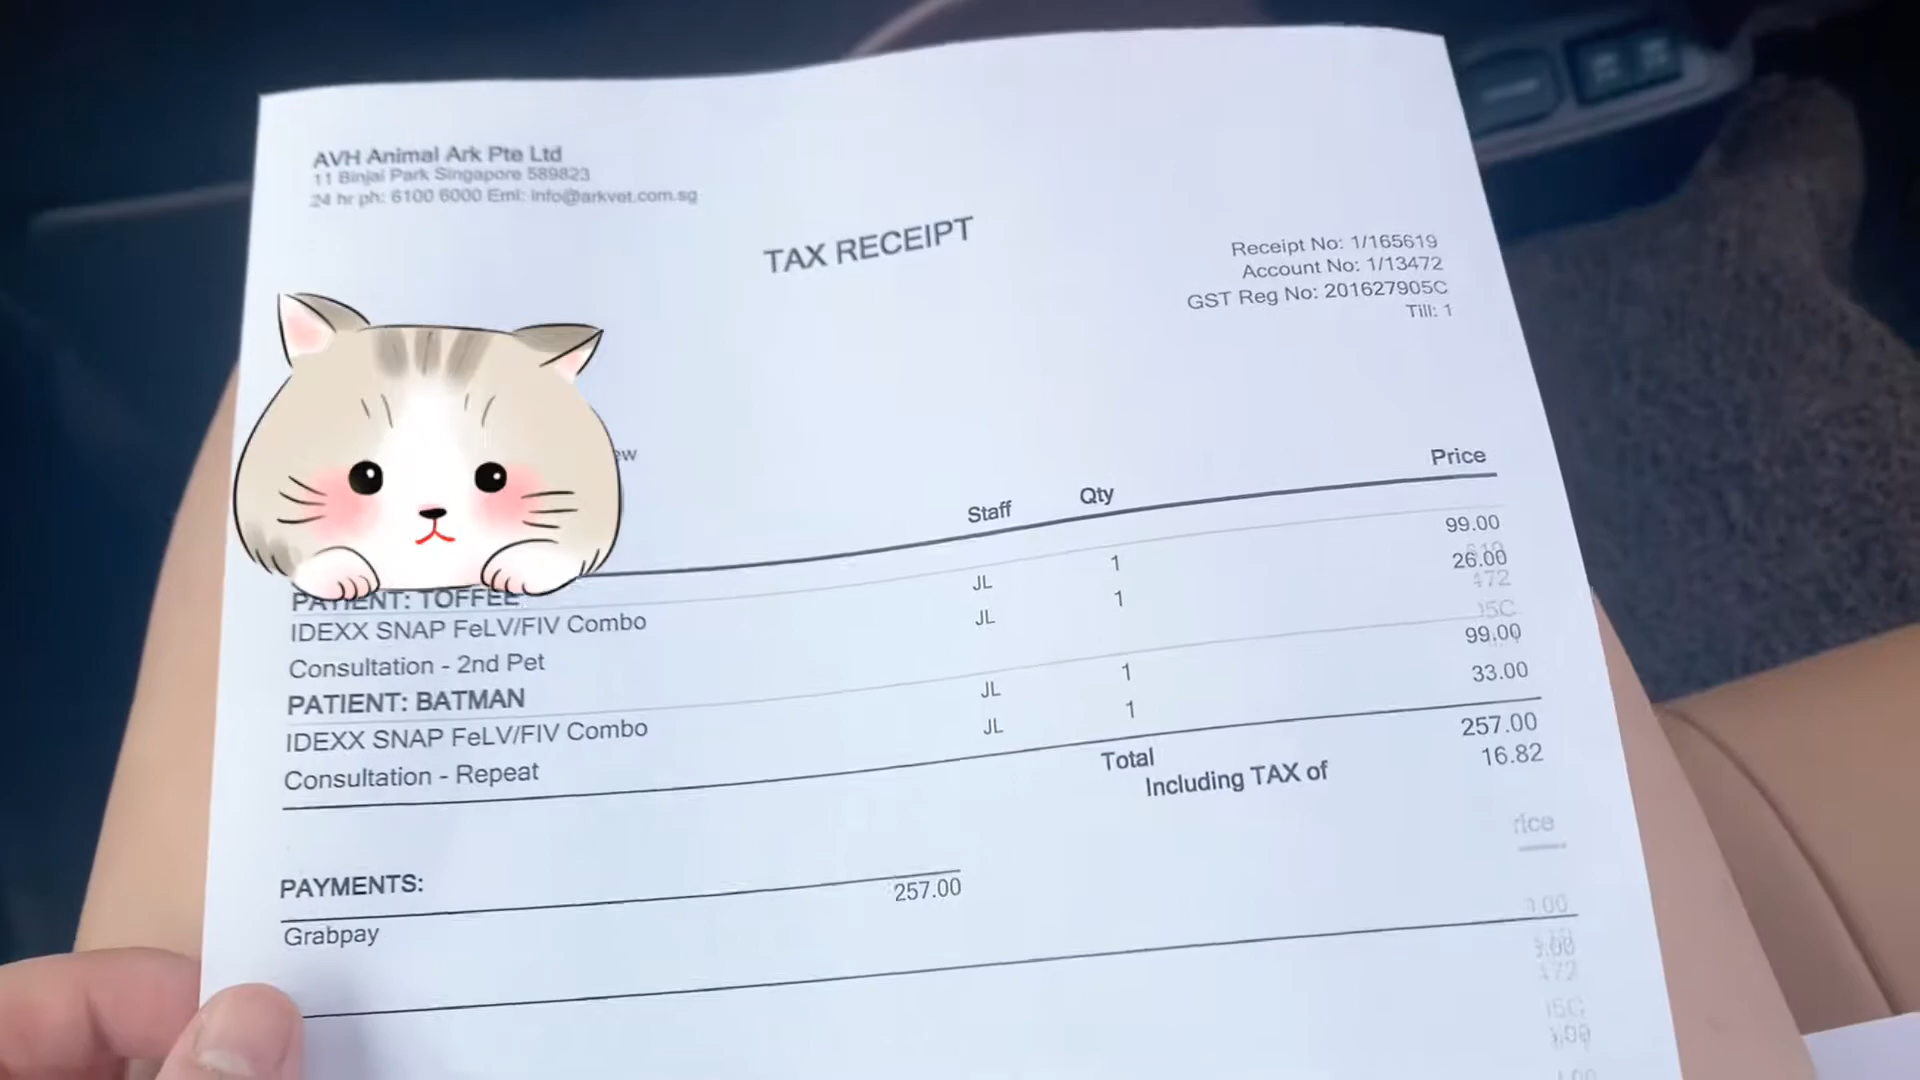 AVH Animal Ark Pte Ltd
11 Binjai Park Singapore 589823
24 hr ph: 6100 6000 Eml: info@arkvet.com.sg
TAX RECEIPT
Receipt No: 1/165619
Account No: 1/13472
GST Reg No: 201627905C
Till: 1
Staff Qty Price
PATIENT: TOFFEE
IDEXX SNAP FeLV/FIV Combo JL 1 99.00
Consultation - 2nd Pet JL 1 26.00
PATIENT: BATMAN
IDEXX SNAP FeLV/FIV Combo JL 1 99.00
Consultation - Repeat JL 1 33.00
Total 257.00
Including TAX of 16.82
PAYMENTS:
Grabpay 257.00